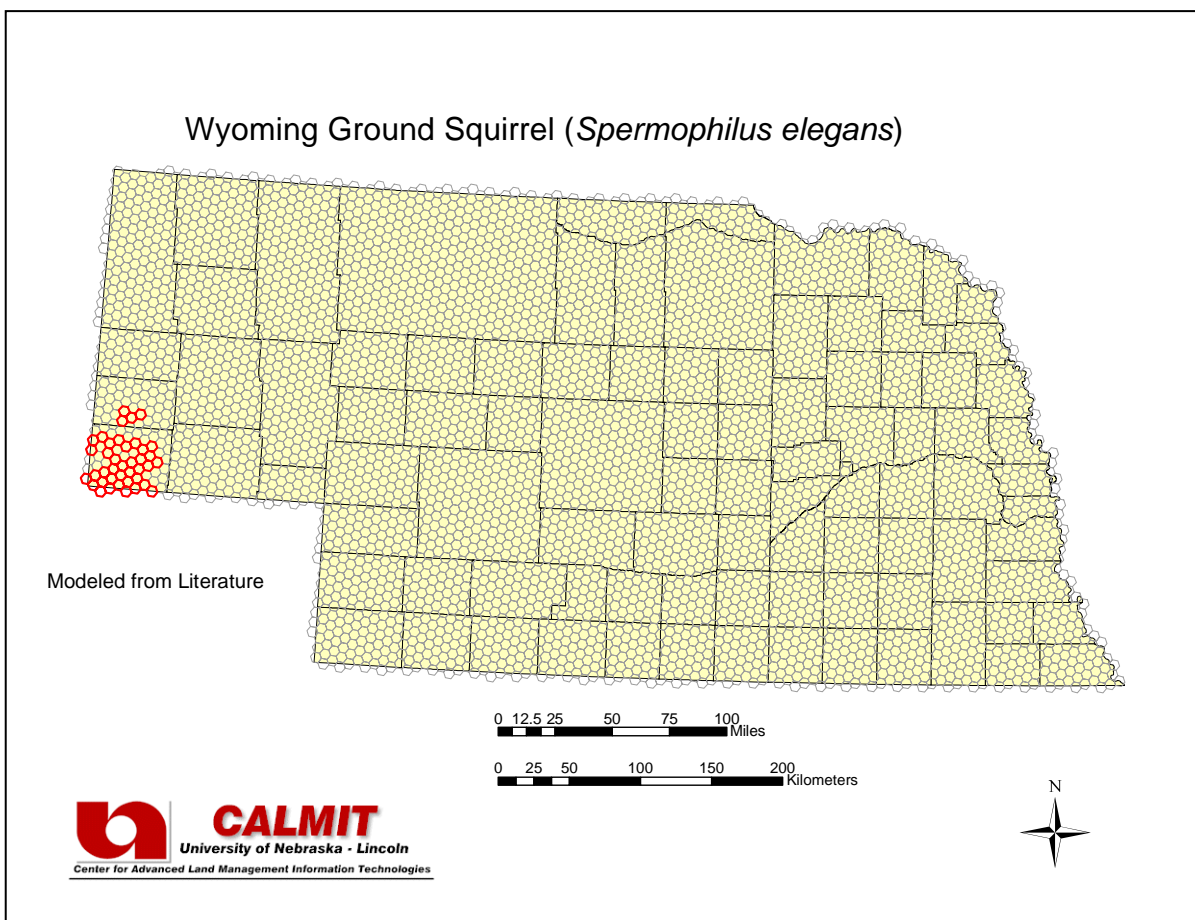 Wyoming Ground Squirrel (Spermophilus elegans)
Modeled from Literature
0 12.5 25 50 75 100
Miles
0 25 50 100 150 200
Kilometers
N
CALMIT
University of Nebraska - Lincoln
Center for Advanced Land Management Information Technologies